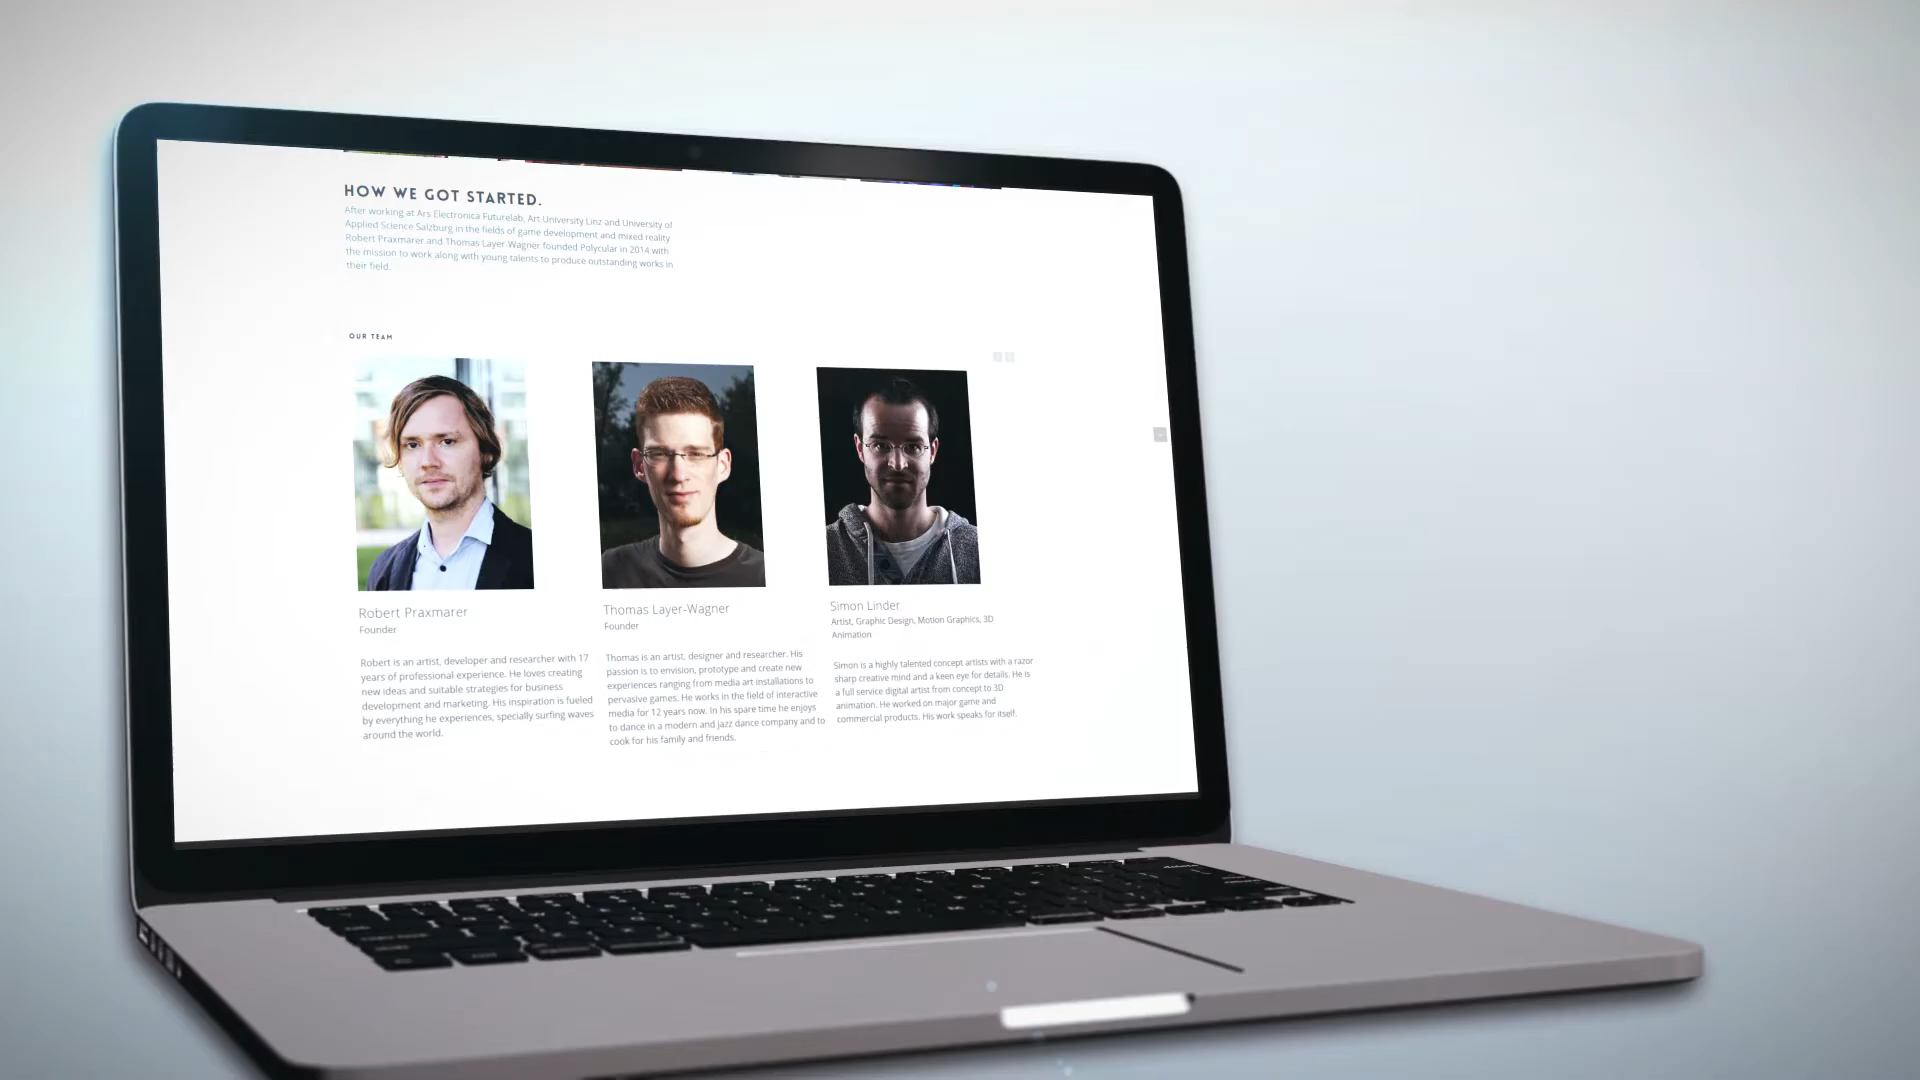 HOW WE GOT STARTED.
After working at Ars Electronica Futurelab, Art University Linz and University of
Applied Science Salzburg in the fields of game development and mixed reality
Robert Praxmarer and Thomas Layer-Wagner founded Polycular in 2014 with
the mission to work along with young talents to produce outstanding works in
their field.
OUR TEAM
Robert Praxmarer
Founder
Robert is an artist, developer and researcher with 17
years of professional experience. He loves creating
new ideas and suitable strategies for business
development and marketing. His inspiration is fueled
by everything he experiences, specially surfing waves
around the world.
Thomas Layer-Wagner
Founder
Thomas is an artist, designer and researcher. His
passion is to envision, prototype and create new
experiences ranging from media art installations to
pervasive games. He works in the field of interactive
media for 12 years now. In his spare time he enjoys
to dance in a modern and jazz dance company and to
cook for his family and friends.
Simon Linder
Artist, Graphic Design, Motion Graphics, 3D
Animation
Simon is a highly talented concept artists with a razor
sharp creative mind and a keen eye for details. He is
a full service digital artist from concept to 3D
animation. He worked on major game and
commercial products. His work speaks for itself.